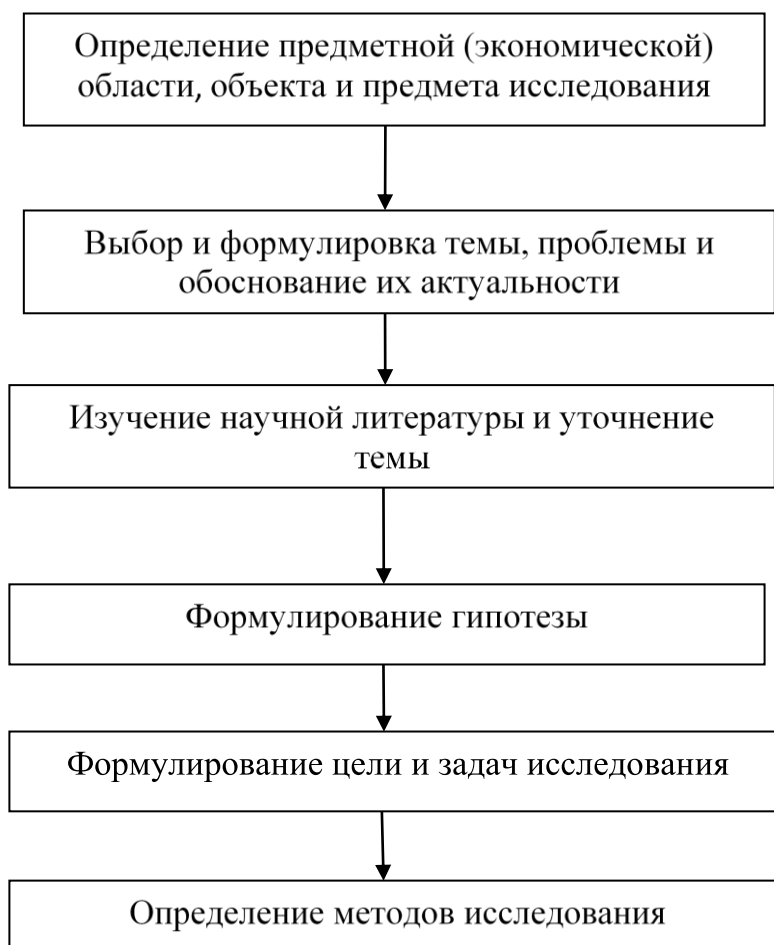 Определение предметной (экономической)
области, объекта и предмета исследования
Выбор и формулировка темы, проблемы и
обоснование их актуальности
Изучение научной литературы и уточнение
темы
Формулирование гипотезы
Формулирование цели и задач исследования
Определение методов исследования